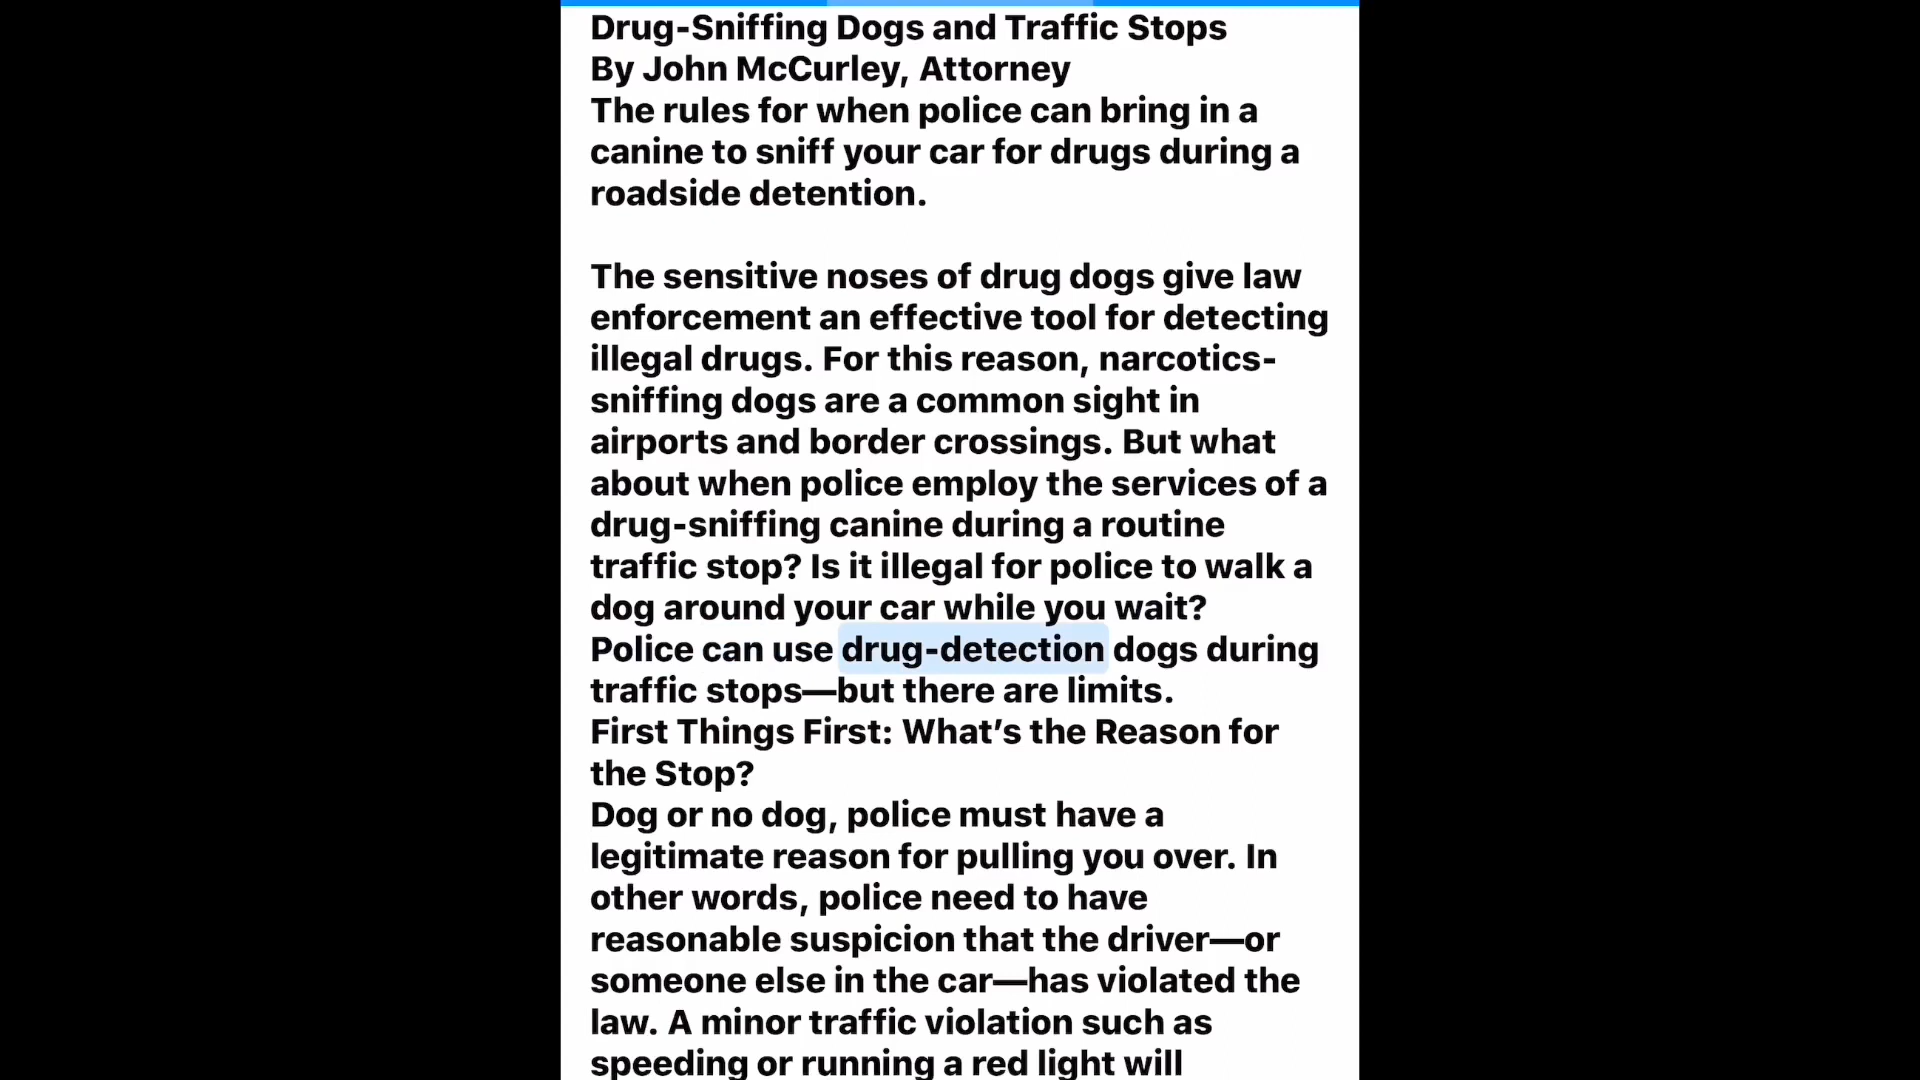 Drug-Sniffing Dogs and Traffic Stops
By John McCurley, Attorney
The rules for when police can bring in a
canine to sniff your car for drugs during a
roadside detention.
The sensitive noses of drug dogs give law
enforcement an effective tool for detecting
illegal drugs. For this reason, narcotics-
sniffing dogs are a common sight in
airports and border crossings. But what
about when police employ the services of a
drug-sniffing canine during a routine
traffic stop? Is it illegal for police to walk a
dog around your car while you wait?
Police can use drug-detection dogs during
traffic stops—but there are limits.
First Things First: What’s the Reason for
the Stop?
Dog or no dog, police must have a
legitimate reason for pulling you over. In
other words, police need to have
reasonable suspicion that the driver—or
someone else in the car—has violated the
law. A minor traffic violation such as
speeding or running a red light will